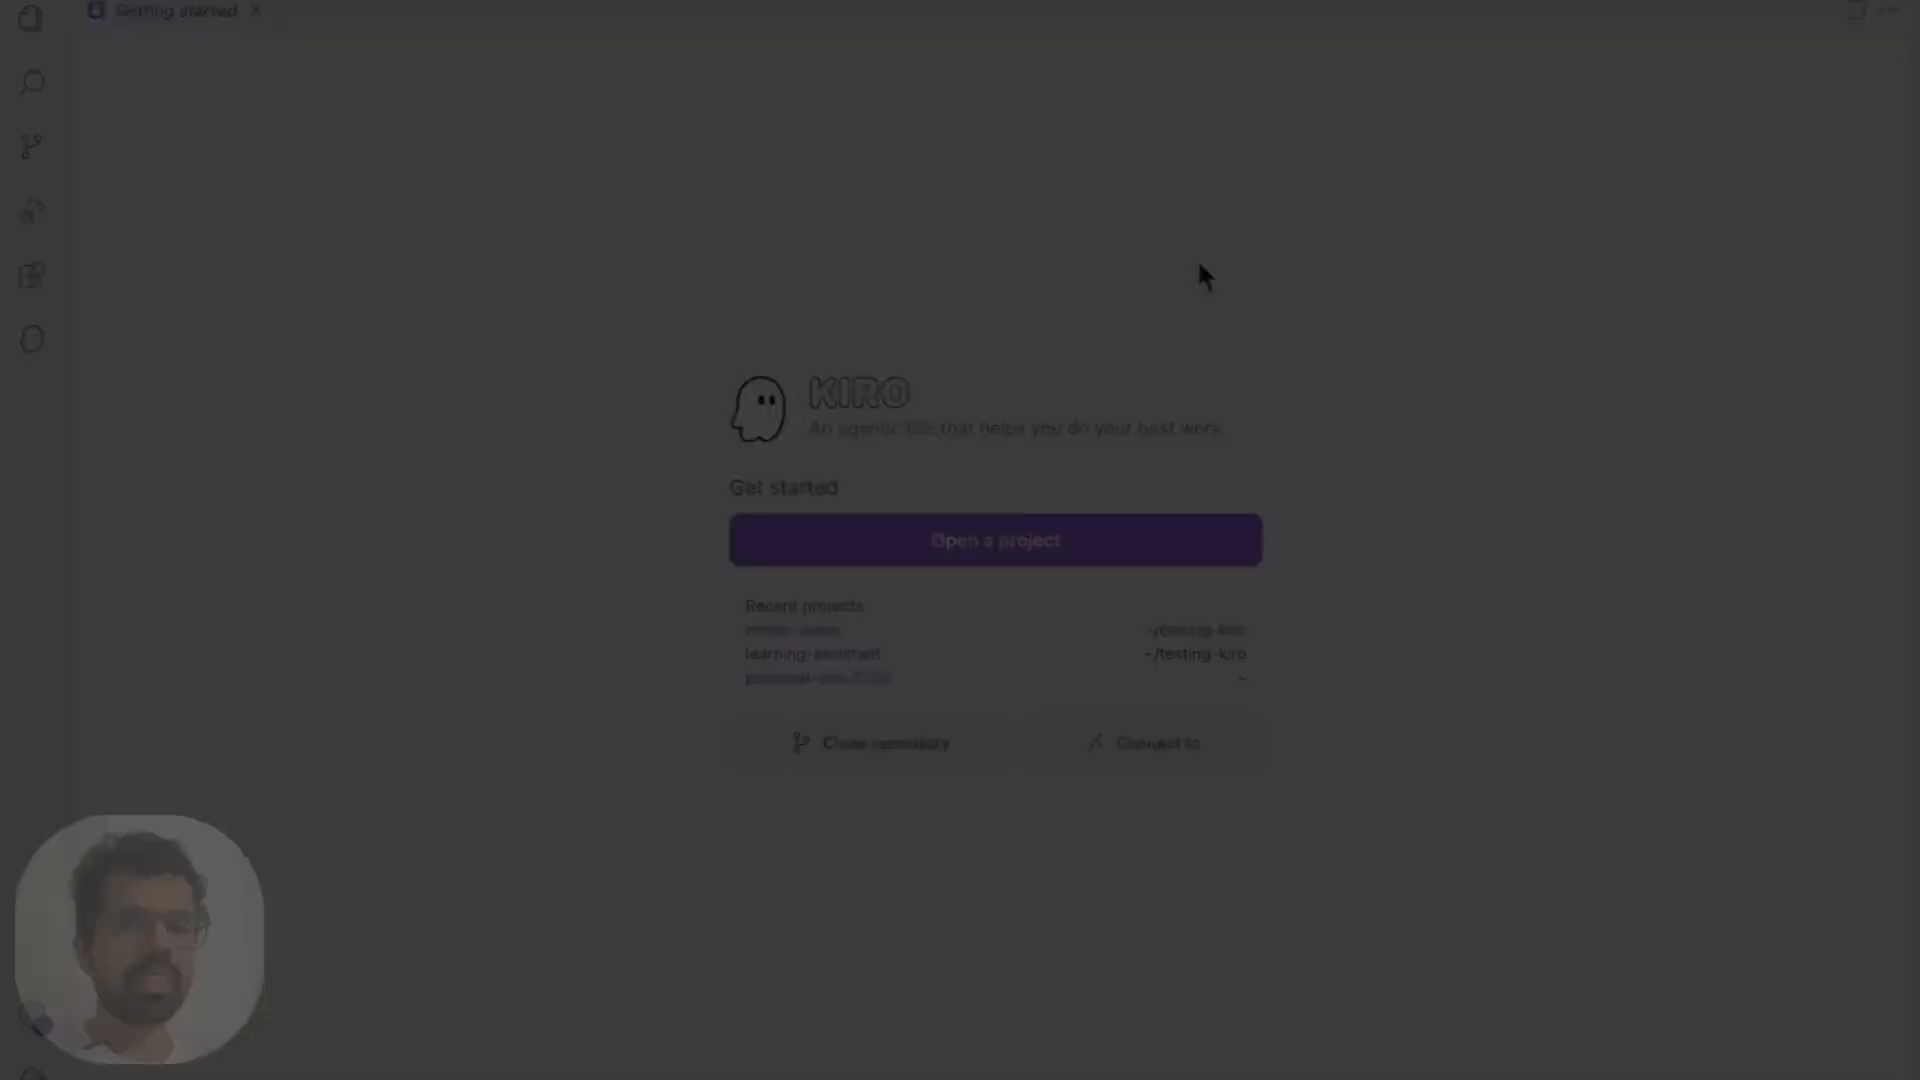 Getting started
KIRO
An agentic IDE that helps you do your best work.
Get started
Open a project
Recent projects
learning-assistant ~/testing-kiro
~
Clone repository
Connect to